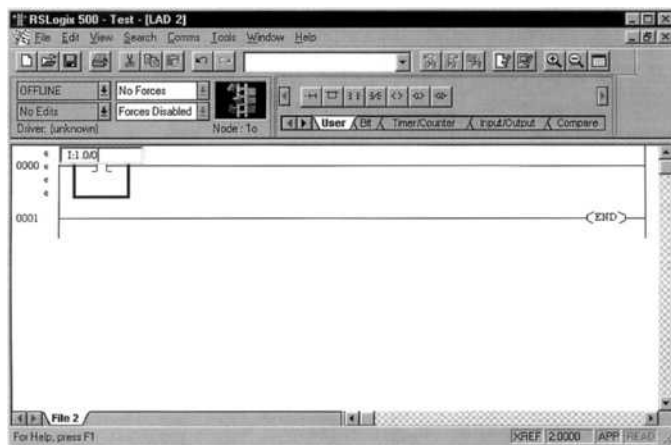 RSLogix 500 - Test - [LAD 2]
File Edit View Search Comms Tools Window Help
OFFLINE No Forces
No Edits Forces Disabled
Driver: (unknown) Node : 1o
User Bit Timer/Counter Input/Output Compare
I:1.0/0
0000 e
e
e
e
0001 END
File 2
For Help, press F1 XREF 2:0000 APP READ